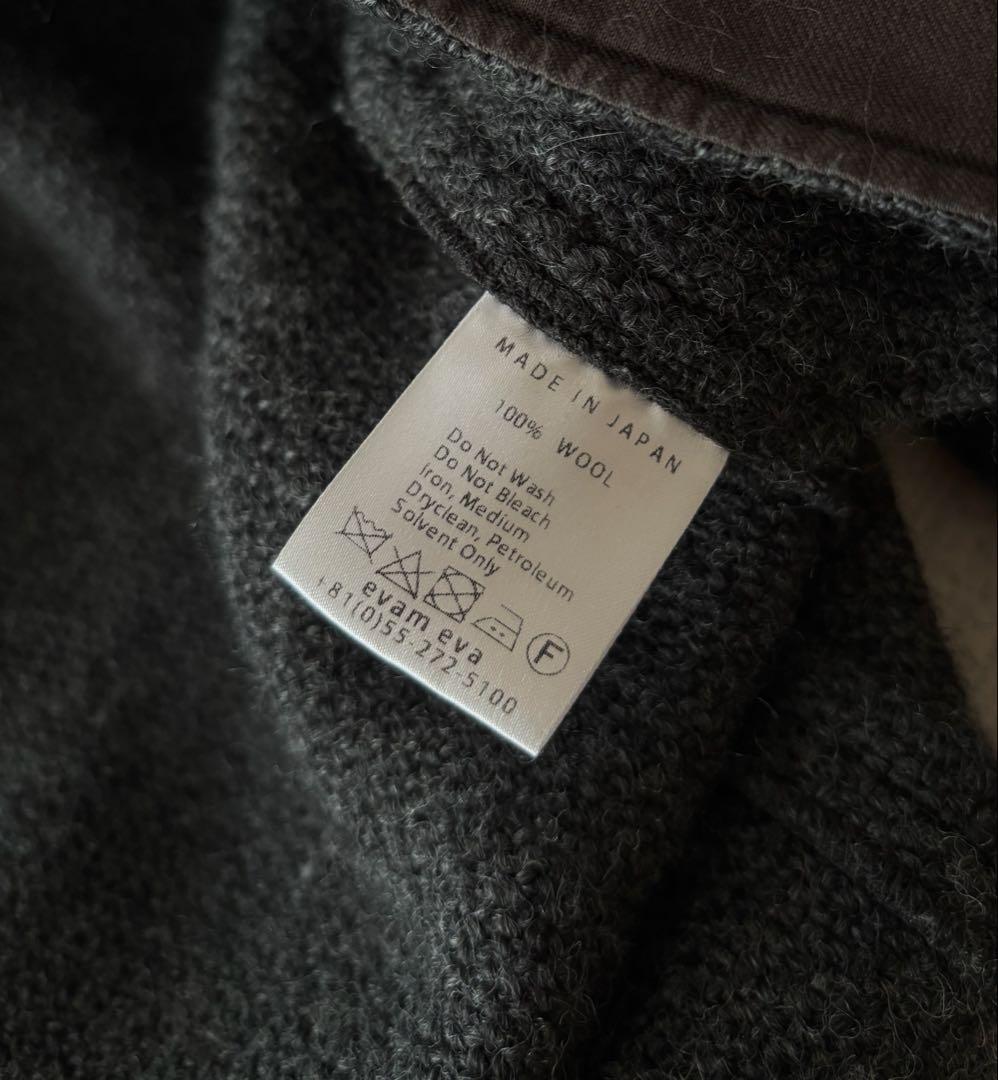 MADE IN JAPAN
100% WOOL
Do Not Wash
Do Not Bleach
Iron, Medium
Dryclean, Petroleum
Solvent Only
F
evam eva
+81(0)55-272-5100